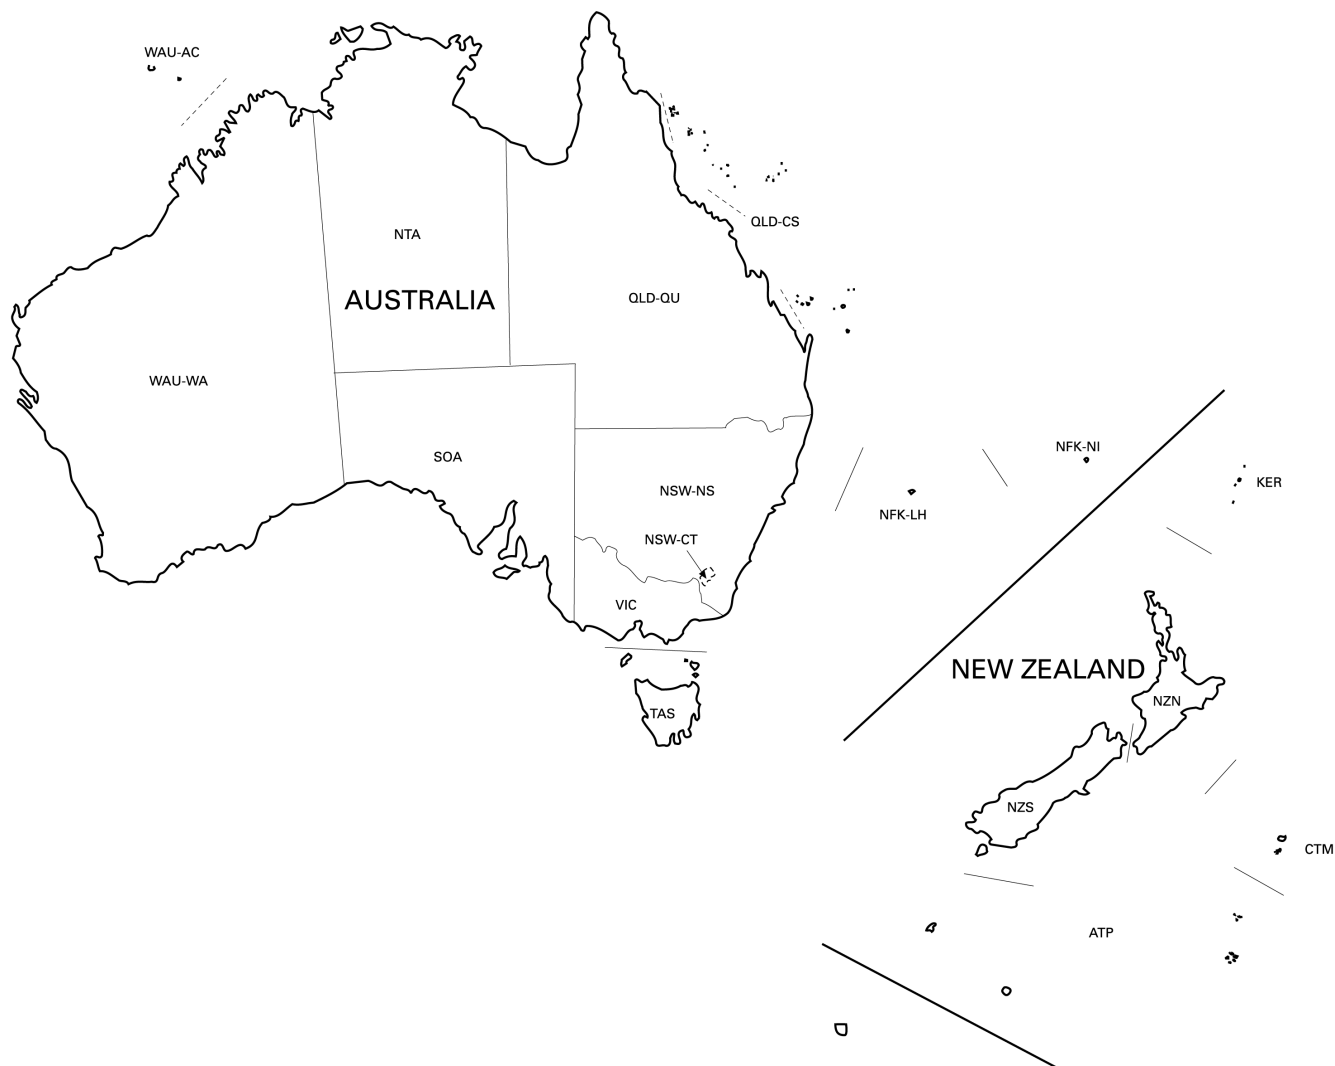 WAU-AC
QLD-CS
NTA
AUSTRALIA
QLD-QU
WAU-WA
SOA
NSW-NS
NFK-NI
NFK-LH
KER
NSW-CT
VIC
NEW ZEALAND
NZN
TAS
NZS
CTM
ATP